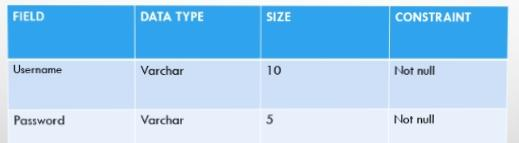 FIELD DATA TYPE SIZE CONSTRAINT
Username Varchar 10 Not null
Password Varchar 5 Not null